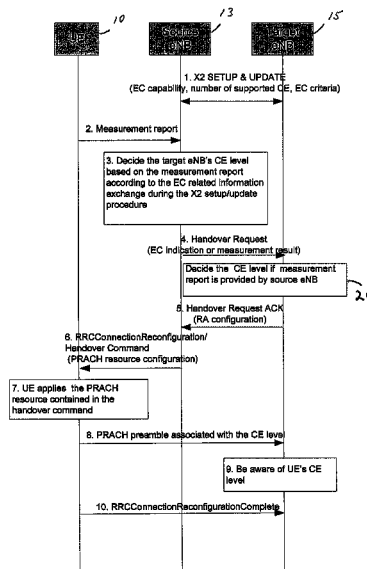 10
13
15
UE
Source
eNB
Target
eNB
1. X2 SETUP & UPDATE
(EC capability, number of supported CE, EC criteria)
2. Measurement report
3. Decide the target eNB's CE level
based on the measurement report
according to the EC related information
exchange during the X2 setup/update
procedure
4. Handover Request
(EC indication or measurement result)
Decide the CE level if measurement
report is provided by source eNB
5. Handover Request ACK
(RA configuration)
6. RRCConnectionReconfiguration/
Handover Command
(PRACH resource configuration)
7. UE applies the PRACH
resource contained in the
handover command
8. PRACH preamble associated with the CE level
9. Be aware of UE's CE
level
10. RRCConnectionReconfigurationComplete